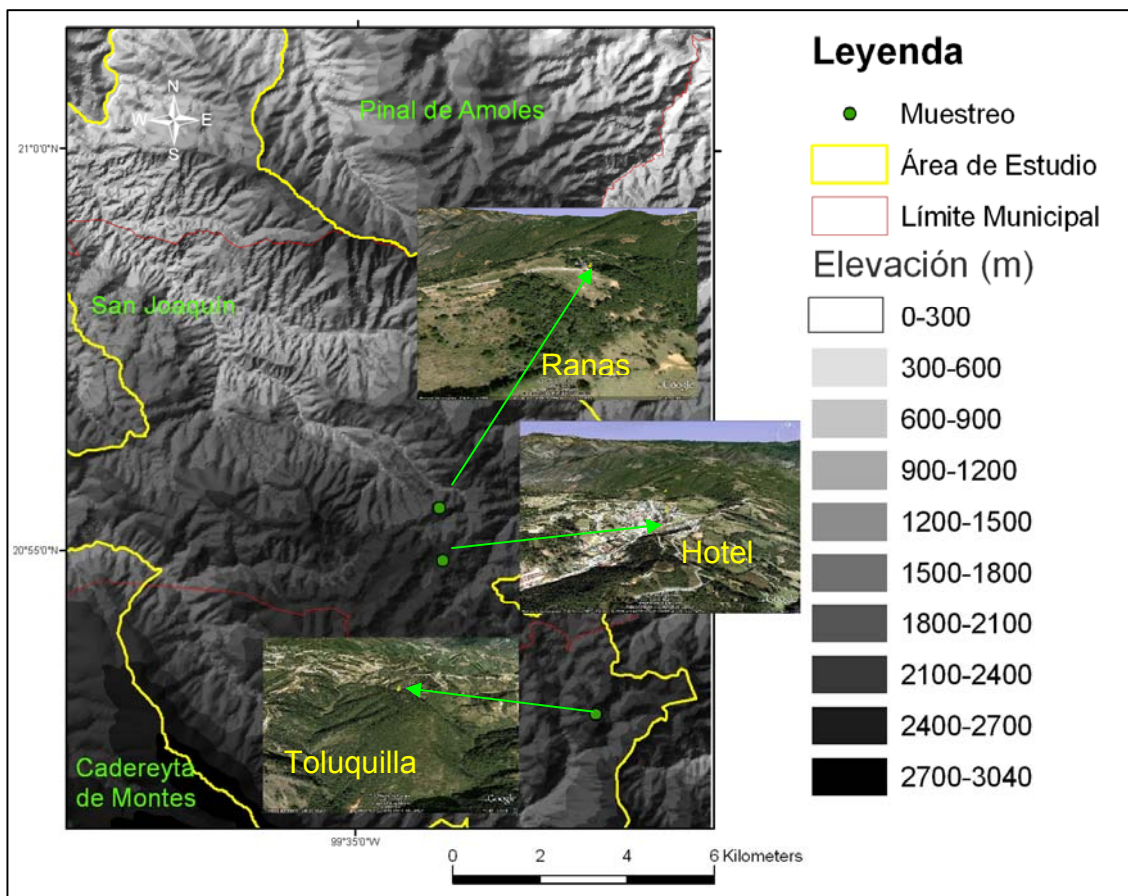 Leyenda
Muestreo
Área de Estudio
Límite Municipal
Elevación (m)
0-300
300-600
600-900
900-1200
1200-1500
1500-1800
1800-2100
2100-2400
2400-2700
2700-3040
N
W E
S
Pinal de Amoles
21°0'0"N
San Joaquín
Ranas
Google
20°55'0"N
Hotel
Toluquilla
Google
Cadereyta
de Montes
99°35'0"W
0 2 4 6 Kilometers